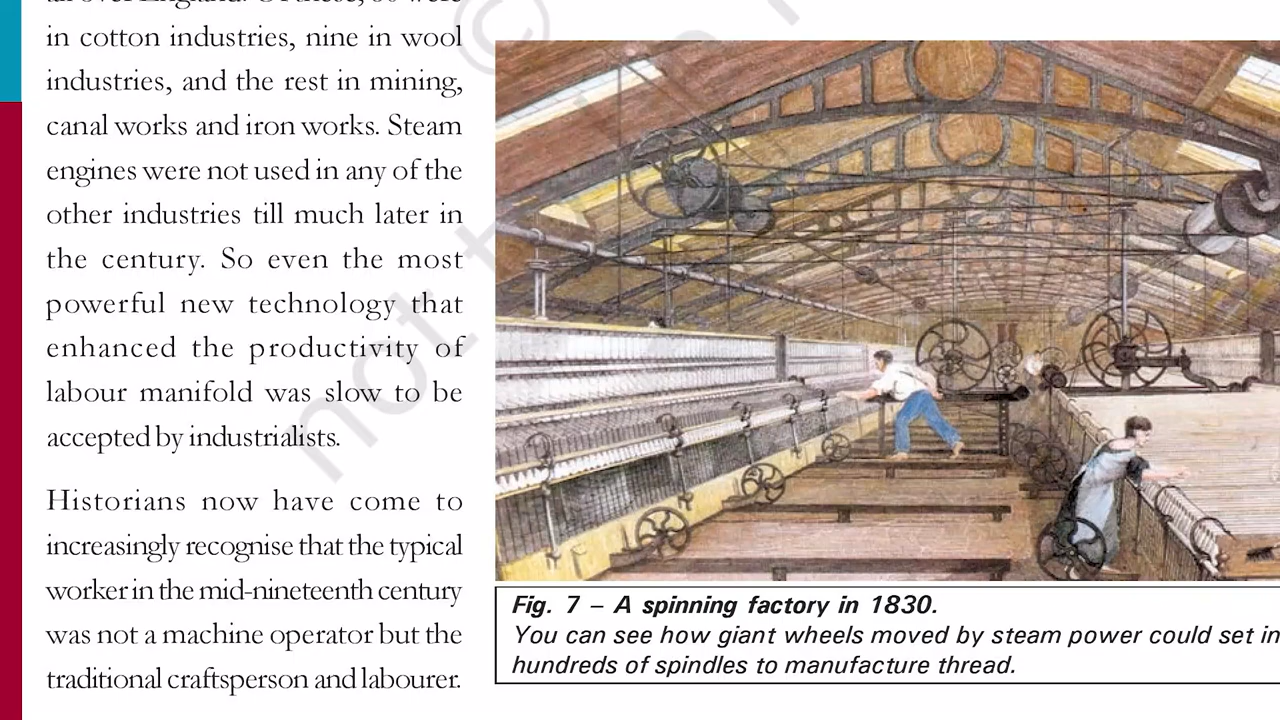 in cotton industries, nine in wool
industries, and the rest in mining,
canal works and iron works. Steam
engines were not used in any of the
other industries till much later in
the century. So even the most
powerful new technology that
enhanced the productivity of
labour manifold was slow to be
accepted by industrialists.
Historians now have come to
increasingly recognise that the typical
worker in the mid-nineteenth century
was not a machine operator but the
traditional craftsperson and labourer.
Fig. 7 – A spinning factory in 1830.
You can see how giant wheels moved by steam power could set in
hundreds of spindles to manufacture thread.
©
not